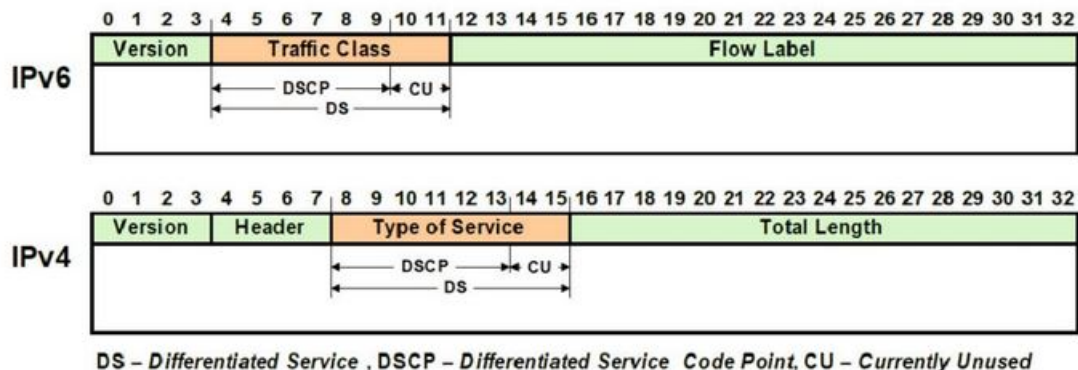 0 1 2 3 4 5 6 7 8 9 10 11 12 13 14 15 16 17 18 19 20 21 22 23 24 25 26 27 28 29 30 31 32
Version Traffic Class Flow Label
IPv6
DSCP CU
DS
0 1 2 3 4 5 6 7 8 9 10 11 12 13 14 15 16 17 18 19 20 21 22 23 24 25 26 27 28 29 30 31 32
Version Header Type of Service Total Length
IPv4
DSCP CU
DS
DS – Differentiated Service , DSCP – Differentiated Service Code Point, CU – Currently Unused